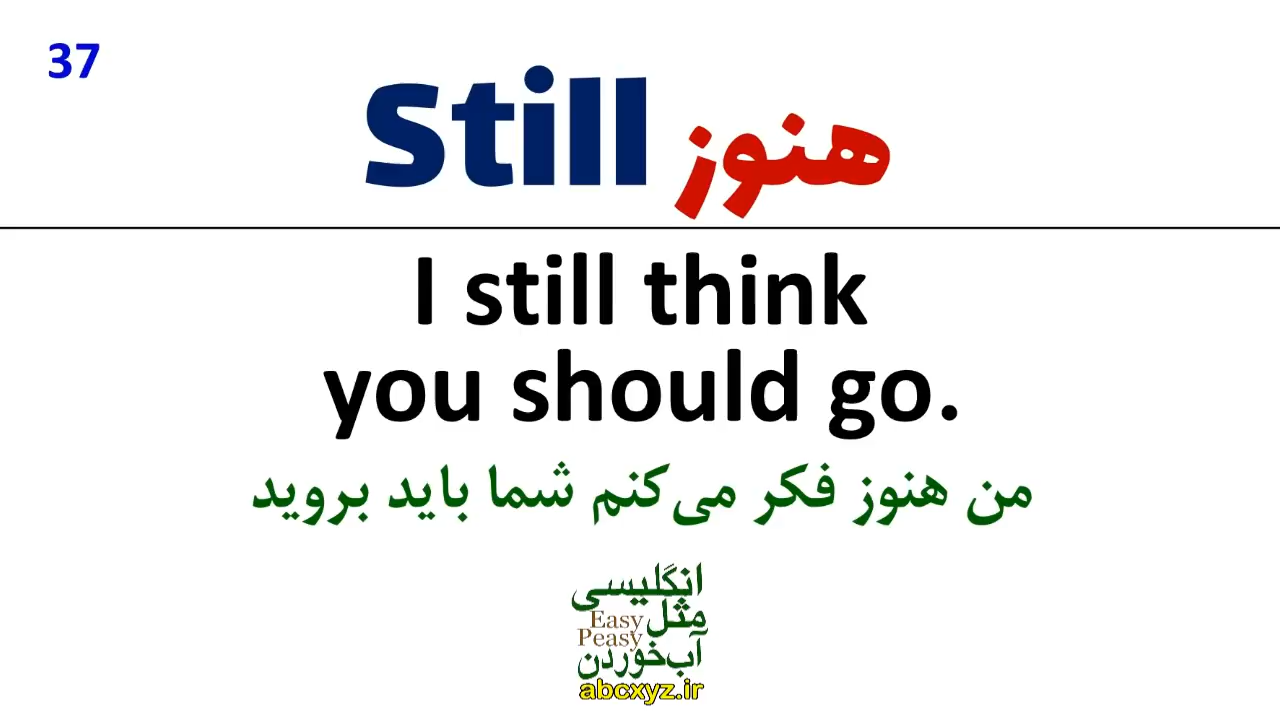 37
Still هنوز
I still think
you should go.
من هنوز فکر می‌کنم شما باید بروید
انگلیسی
مثل Easy
Peasy
آب‌خوردن
abcxyz.ir